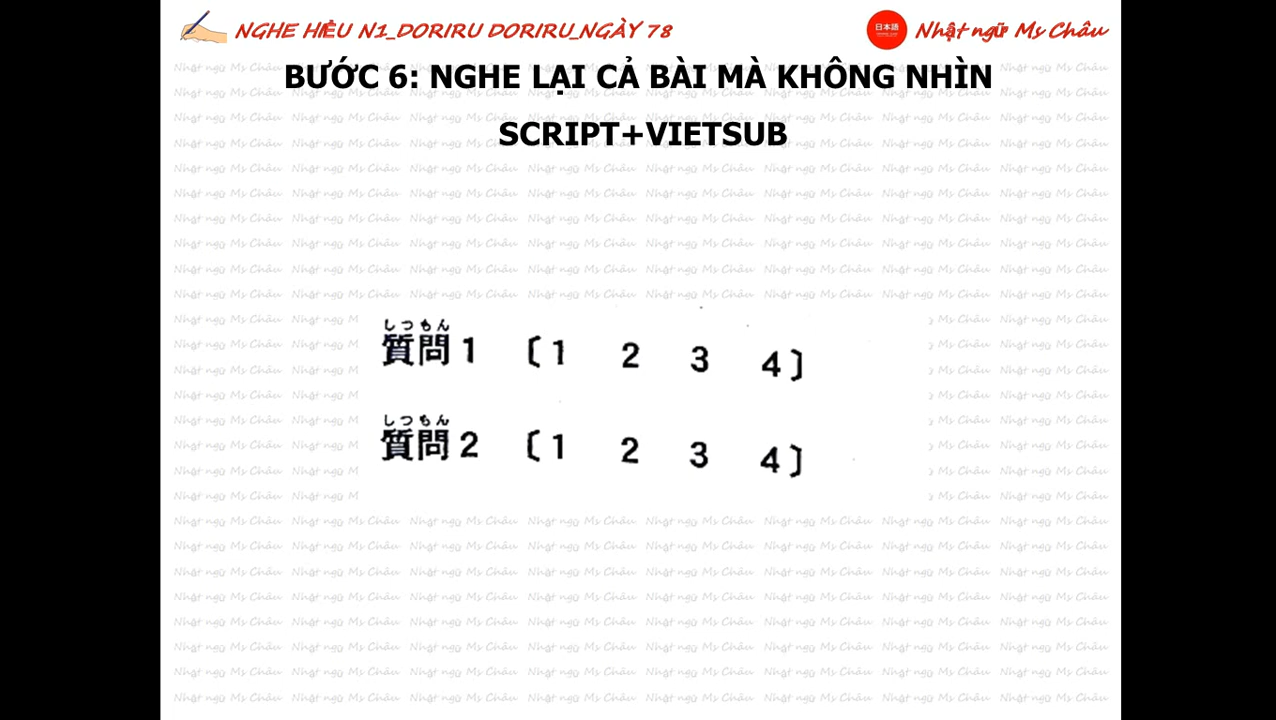 NGHE HIỂU N1_DORIRU DORIRU_NGÀY 78
日本語
Nhật ngữ Ms Châu
BƯỚC 6: NGHE LẠI CẢ BÀI MÀ KHÔNG NHÌN
SCRIPT+VIETSUB
しつもん
質問1 〔1 2 3 4〕
しつもん
質問2 〔1 2 3 4〕